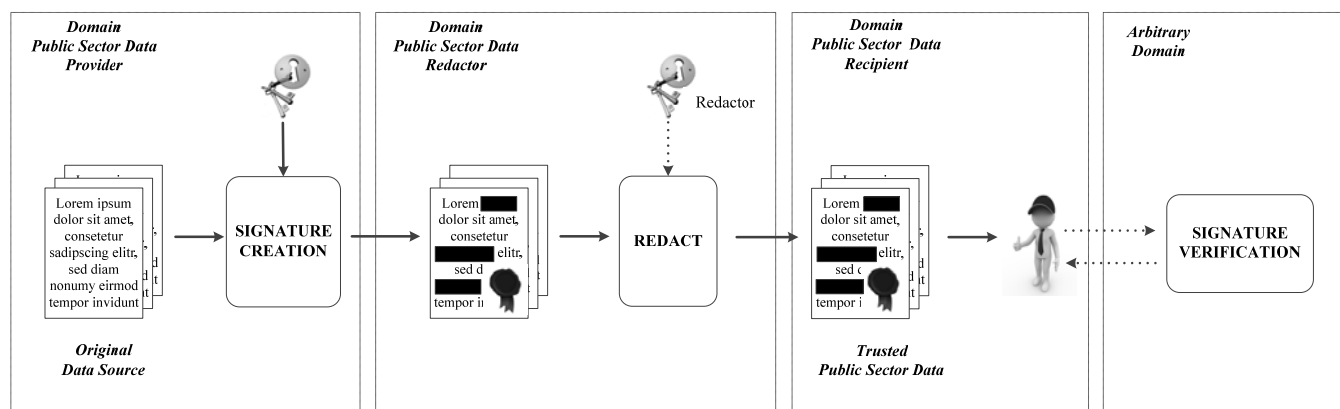 Domain
Public Sector Data
Provider
Lorem ipsum
dolor sit amet,
consetetur
sadipscing elitr,
sed diam
nonumy eirmod
tempor invidunt
SIGNATURE
CREATION
Original
Data Source
Domain
Public Sector Data
Redactor
Redactor
Lorem
dolor sit amet,
consetetur
elitr,
sed d
tempor in
REDACT
Domain
Public Sector Data
Recipient
Lorem
dolor sit amet,
consetetur
elitr,
sed d
tempor in
Trusted
Public Sector Data
Arbitrary
Domain
SIGNATURE
VERIFICATION